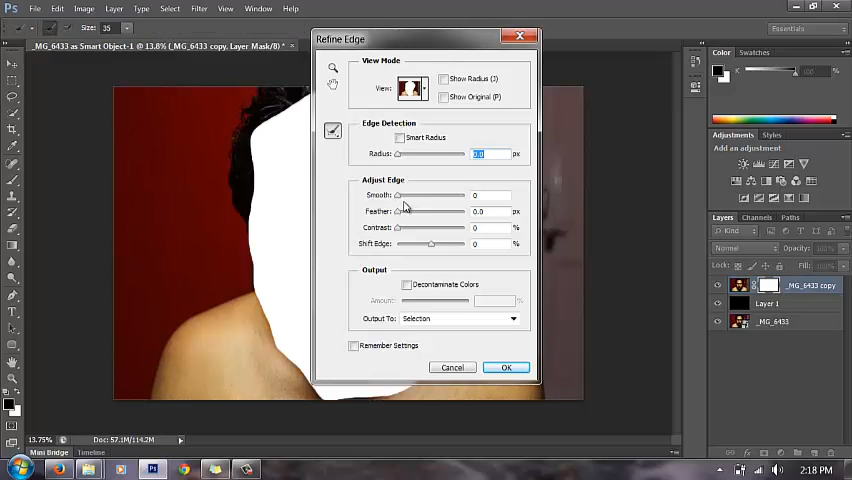 Ps File Edit Image Layer Type Select Filter View Window Help
Size: 35
Essentials
_MG_6433 as Smart Object-1 @ 13.8% (_MG_6433 copy, Layer Mask/8) *
Refine Edge
View Mode
View:
Show Radius (J)
Show Original (P)
Edge Detection
Smart Radius
Radius: 0.0 px
Adjust Edge
Smooth: 0
Feather: 0.0 px
Contrast: 0 %
Shift Edge: 0 %
Output
Decontaminate Colors
Amount: %
Output To: Selection
Remember Settings
Cancel OK
Color Swatches
K 100 %
Adjustments Styles
Add an adjustment
Layers Channels Paths
Kind
Normal Opacity:
Lock: Fill:
_MG_6433 copy
Layer 1
_MG_6433
13.75% Doc: 57.1M/114.2M
Mini Bridge Timeline
Ps
2:18 PM